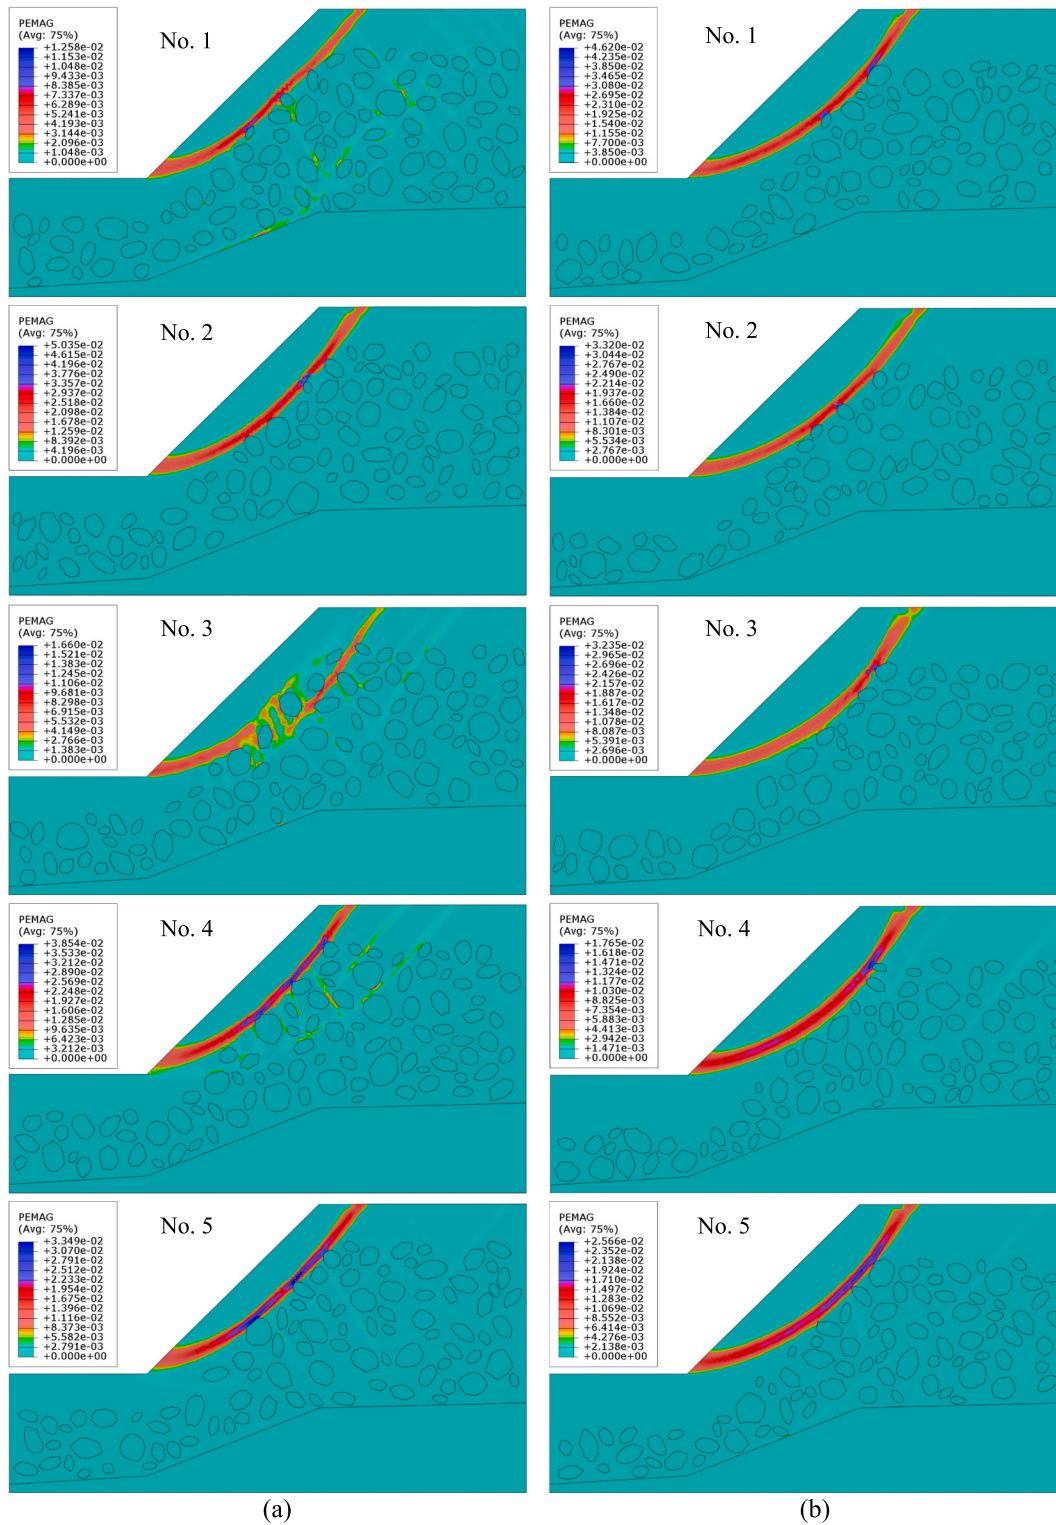 PEMAG
(Avg: 75%)
+1.258e-02
+1.153e-02
+1.048e-02
+9.433e-03
+8.385e-03
+7.337e-03
+6.289e-03
+5.241e-03
+4.193e-03
+3.144e-03
+2.096e-03
+1.048e-03
+0.000e+00
No. 1
PEMAG
(Avg: 75%)
+4.620e-02
+4.235e-02
+3.850e-02
+3.465e-02
+3.080e-02
+2.695e-02
+2.310e-02
+1.925e-02
+1.540e-02
+1.155e-02
+7.700e-03
+3.850e-03
+0.000e+00
No. 1
PEMAG
(Avg: 75%)
+5.035e-02
+4.615e-02
+4.196e-02
+3.776e-02
+3.357e-02
+2.937e-02
+2.518e-02
+2.098e-02
+1.678e-02
+1.259e-02
+8.392e-03
+4.196e-03
+0.000e+00
No. 2
PEMAG
(Avg: 75%)
+3.320e-02
+3.044e-02
+2.767e-02
+2.490e-02
+2.214e-02
+1.937e-02
+1.660e-02
+1.384e-02
+1.107e-02
+8.301e-03
+5.534e-03
+2.767e-03
+0.000e+00
No. 2
PEMAG
(Avg: 75%)
+1.660e-02
+1.521e-02
+1.383e-02
+1.245e-02
+1.106e-02
+9.681e-03
+8.298e-03
+6.915e-03
+5.532e-03
+4.149e-03
+2.766e-03
+1.383e-03
+0.000e+00
No. 3
PEMAG
(Avg: 75%)
+3.235e-02
+2.965e-02
+2.696e-02
+2.426e-02
+2.157e-02
+1.887e-02
+1.617e-02
+1.348e-02
+1.078e-02
+8.087e-03
+5.391e-03
+2.696e-03
+0.000e+00
No. 3
PEMAG
(Avg: 75%)
+3.854e-02
+3.533e-02
+3.212e-02
+2.890e-02
+2.569e-02
+2.248e-02
+1.927e-02
+1.606e-02
+1.285e-02
+9.635e-03
+6.423e-03
+3.212e-03
+0.000e+00
No. 4
PEMAG
(Avg: 75%)
+1.765e-02
+1.618e-02
+1.471e-02
+1.324e-02
+1.177e-02
+1.030e-02
+8.825e-03
+7.354e-03
+5.883e-03
+4.413e-03
+2.942e-03
+1.471e-03
+0.000e+00
No. 4
PEMAG
(Avg: 75%)
+3.349e-02
+3.070e-02
+2.791e-02
+2.512e-02
+2.233e-02
+1.954e-02
+1.675e-02
+1.396e-02
+1.116e-02
+8.373e-03
+5.582e-03
+2.791e-03
+0.000e+00
No. 5
PEMAG
(Avg: 75%)
+2.566e-02
+2.352e-02
+2.138e-02
+1.924e-02
+1.710e-02
+1.497e-02
+1.283e-02
+1.069e-02
+8.552e-03
+6.414e-03
+4.276e-03
+2.138e-03
+0.000e+00
No. 5
(a)
(b)